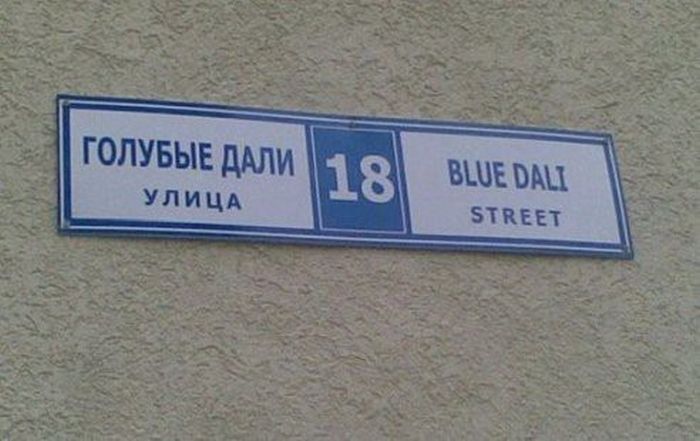 ГОЛУБЫЕ ДАЛИ
УЛИЦА
18
BLUE DALI
STREET